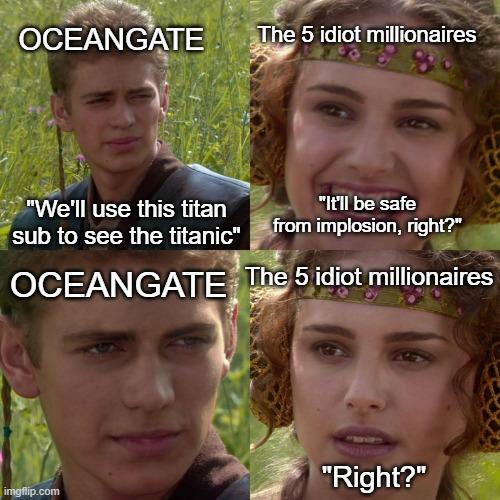 OCEANGATE
The 5 idiot millionaires
"We'll use this titan
sub to see the titanic"
"It'll be safe
from implosion, right?"
OCEANGATE
The 5 idiot millionaires
"Right?"
imgflip.com